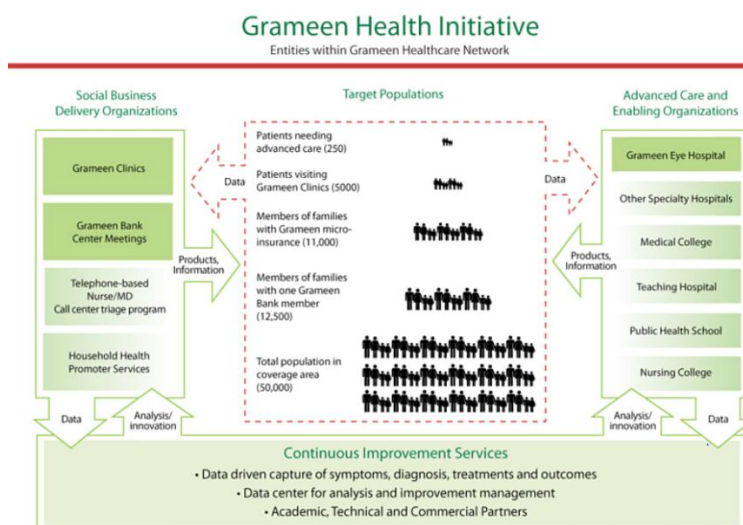 Grameen Health Initiative
Entities within Grameen Healthcare Network
Social Business
Delivery Organizations
Grameen Clinics
Grameen Bank
Center Meetings
Telephone-based
Nurse/MD
Call center triage program
Household Health
Promoter Services
Data
Products,
Information
Data
Analysis/
innovation
Target Populations
Patients needing
advanced care (250)
Patients visiting
Grameen Clinics (5000)
Members of families
with Grameen micro-
insurance (11,000)
Members of families
with one Grameen
Bank member
(12,500)
Total population in
coverage area
(50,000)
Advanced Care and
Enabling Organizations
Data
Products,
Information
Grameen Eye Hospital
Other Specialty Hospitals
Medical College
Teaching Hospital
Public Health School
Nursing College
Analysis/
innovation
Data
Continuous Improvement Services
• Data driven capture of symptoms, diagnosis, treatments and outcomes
• Data center for analysis and improvement management
• Academic, Technical and Commercial Partners